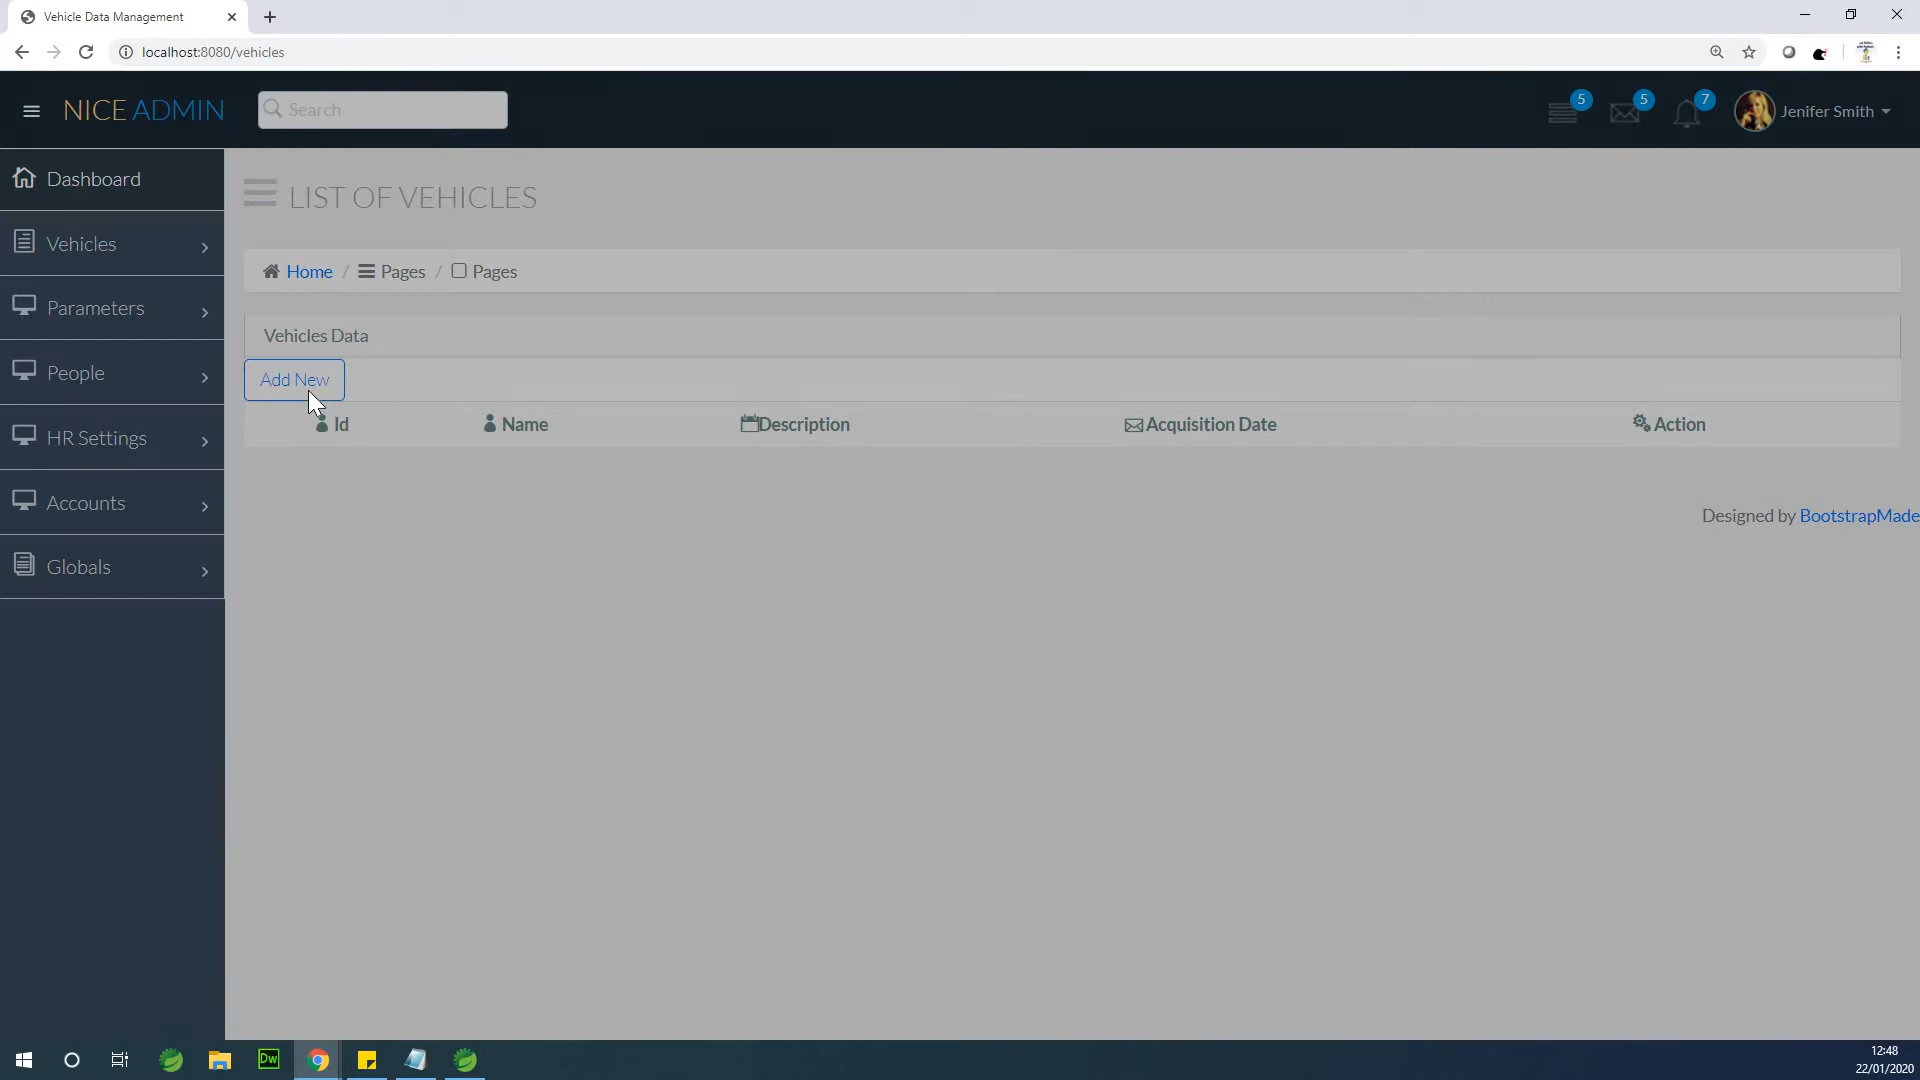 Vehicle Data Management
localhost:8080/vehicles
NICE ADMIN
Search
5
5
7
Jenifer Smith
Dashboard
Vehicles
Parameters
People
HR Settings
Accounts
Globals
LIST OF VEHICLES
Home / Pages / Pages
Vehicles Data
Add New
Id Name Description Acquisition Date Action
Designed by BootstrapMade
Dw
12:48
22/01/2020